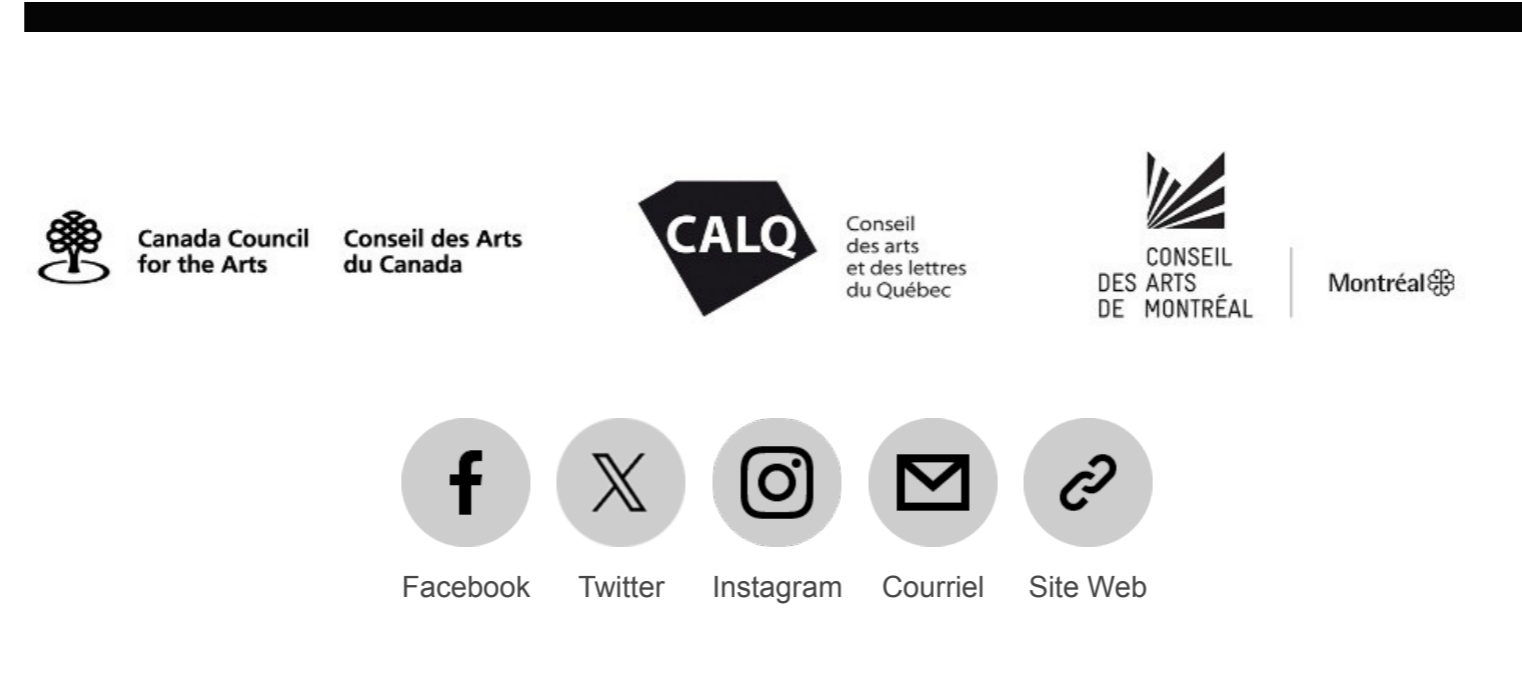 Canada Council
for the Arts
Conseil des Arts
du Canada
CALQ
Conseil
des arts
et des lettres
du Québec
CONSEIL
DES ARTS
DE MONTRÉAL
Montréal
Facebook
Twitter
Instagram
Courriel
Site Web